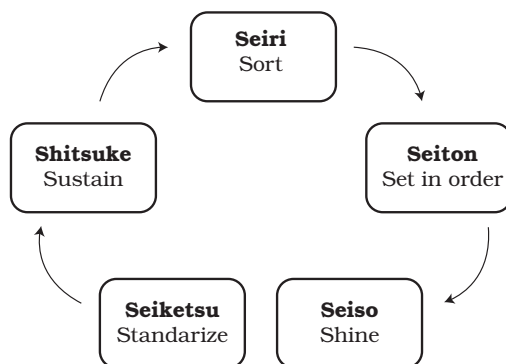 Seiri
Sort
Seiton
Set in order
Seiso
Shine
Seiketsu
Standarize
Shitsuke
Sustain